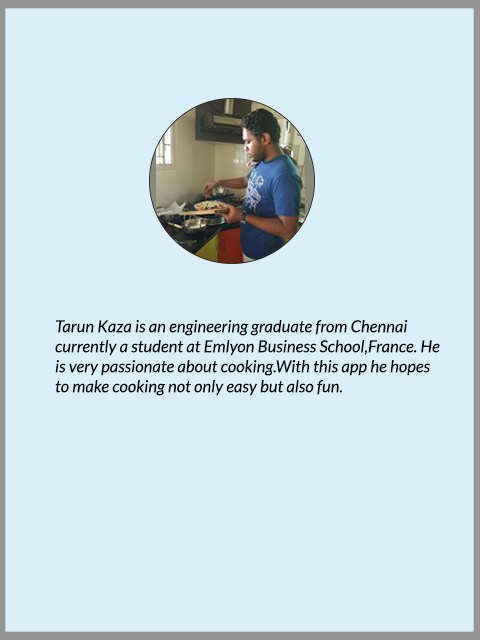 Tarun Kaza is an engineering graduate from Chennai
currently a student at Emlyon Business School,France. He
is very passionate about cooking.With this app he hopes
to make cooking not only easy but also fun.